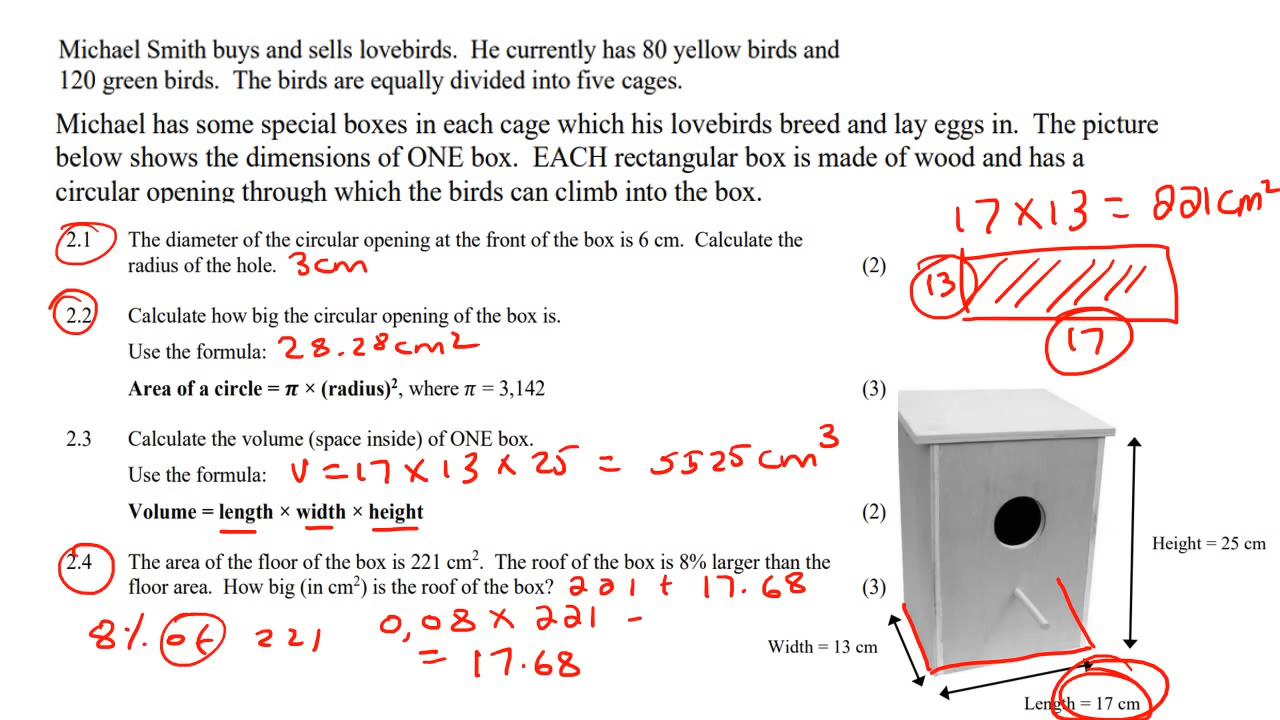 Michael Smith buys and sells lovebirds. He currently has 80 yellow birds and
120 green birds. The birds are equally divided into five cages.
Michael has some special boxes in each cage which his lovebirds breed and lay eggs in. The picture
below shows the dimensions of ONE box. EACH rectangular box is made of wood and has a
circular opening through which the birds can climb into the box.
17 × 13 = 221cm²
2.1 The diameter of the circular opening at the front of the box is 6 cm. Calculate the
radius of the hole. 3cm (2)
13
17
2.2 Calculate how big the circular opening of the box is.
Use the formula: 28.28cm²
Area of a circle = π × (radius)², where π = 3,142 (3)
2.3 Calculate the volume (space inside) of ONE box.
Use the formula: V = 17 × 13 × 25 = 5525cm³
Volume = length × width × height (2)
2.4 The area of the floor of the box is 221 cm². The roof of the box is 8% larger than the
floor area. How big (in cm²) is the roof of the box? 221 + 17.68 (3)
8% of 221 0,08 × 221 -
= 17.68
Height = 25 cm
Width = 13 cm
Length = 17 cm